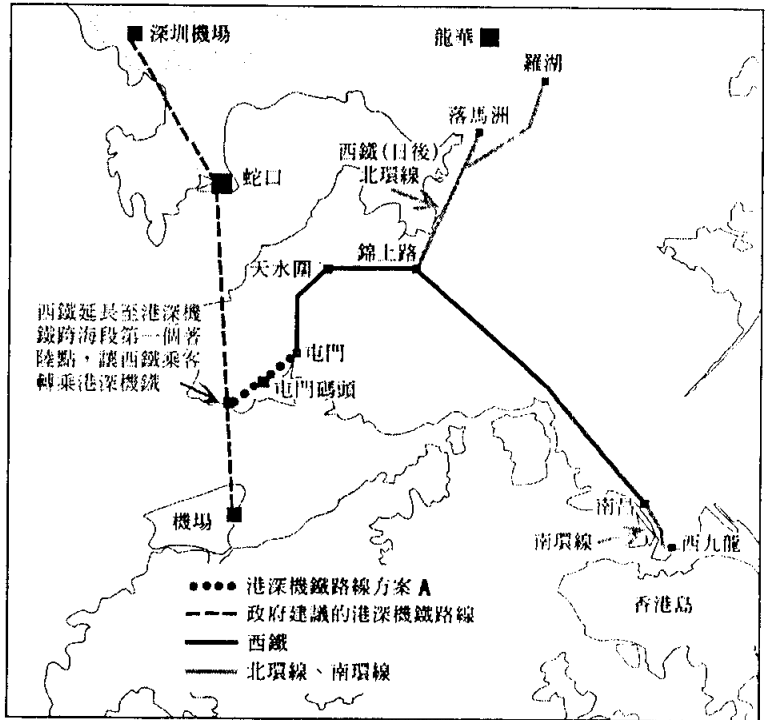 深圳機場
龍華
羅湖
落馬洲
西鐵(日後)
北環線
蛇口
天水圍
錦上路
西鐵延長至港深機
鐵跨海段第一個著
陸點，讓西鐵乘客
轉乘港深機鐵
屯門
屯門碼頭
機場
南昌
南環線
西九龍
香港島
港深機鐵路線方案 A
政府建議的港深機鐵路線
西鐵
北環線、南環線